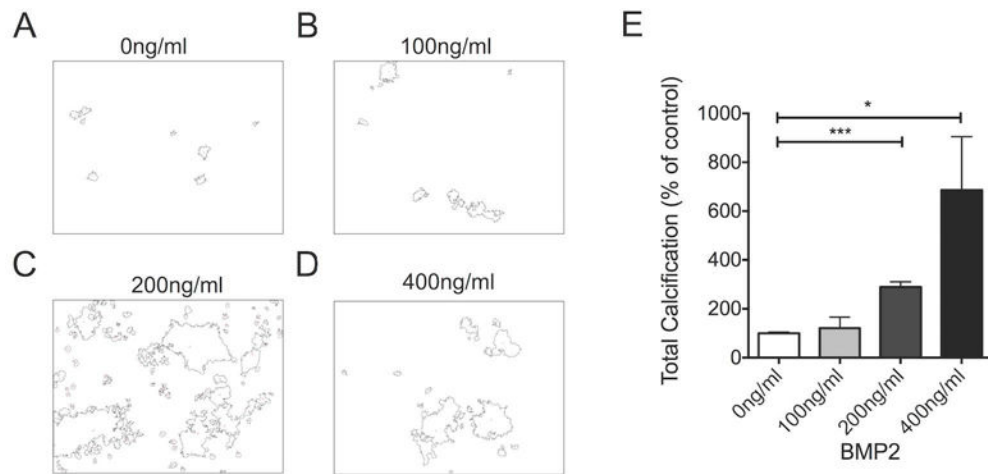 A
0ng/ml
B
100ng/ml
C
200ng/ml
D
400ng/ml
E
Total Calcification (% of control)
1000
800
600
400
200
0
*
***
0ng/ml
100ng/ml
200ng/ml
400ng/ml
BMP2